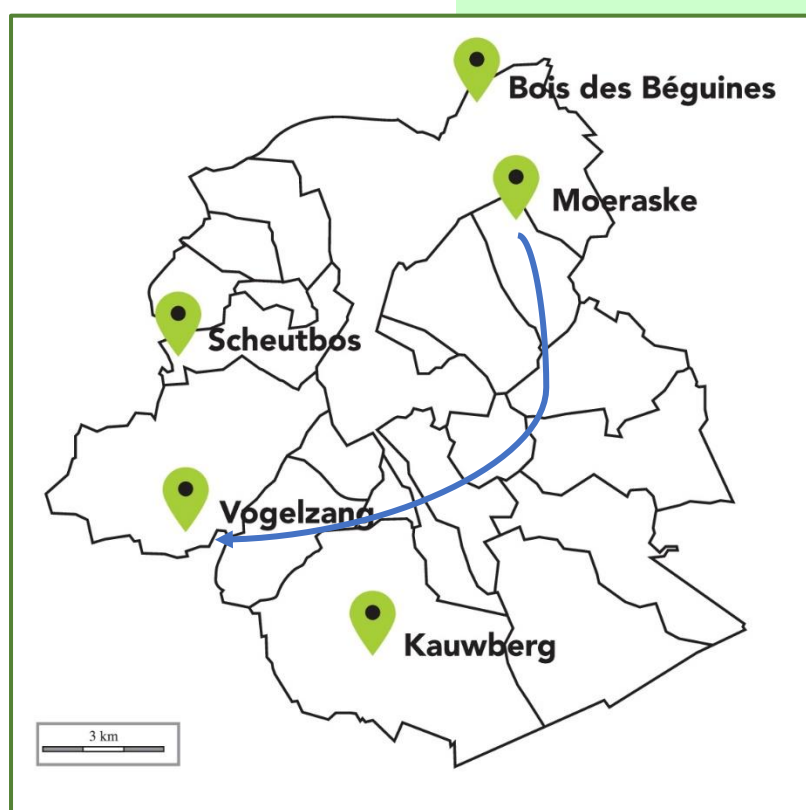 Bois des Béguines
Moeraske
Scheutbos
Vogelzang
Kauwberg
3 km